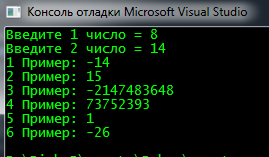 Консоль отладки Microsoft Visual Studio
Введите 1 число = 8
Введите 2 число = 14
1 Пример: -14
2 Пример: 15
3 Пример: -2147483648
4 Пример: 73752393
5 Пример: 1
6 Пример: -26